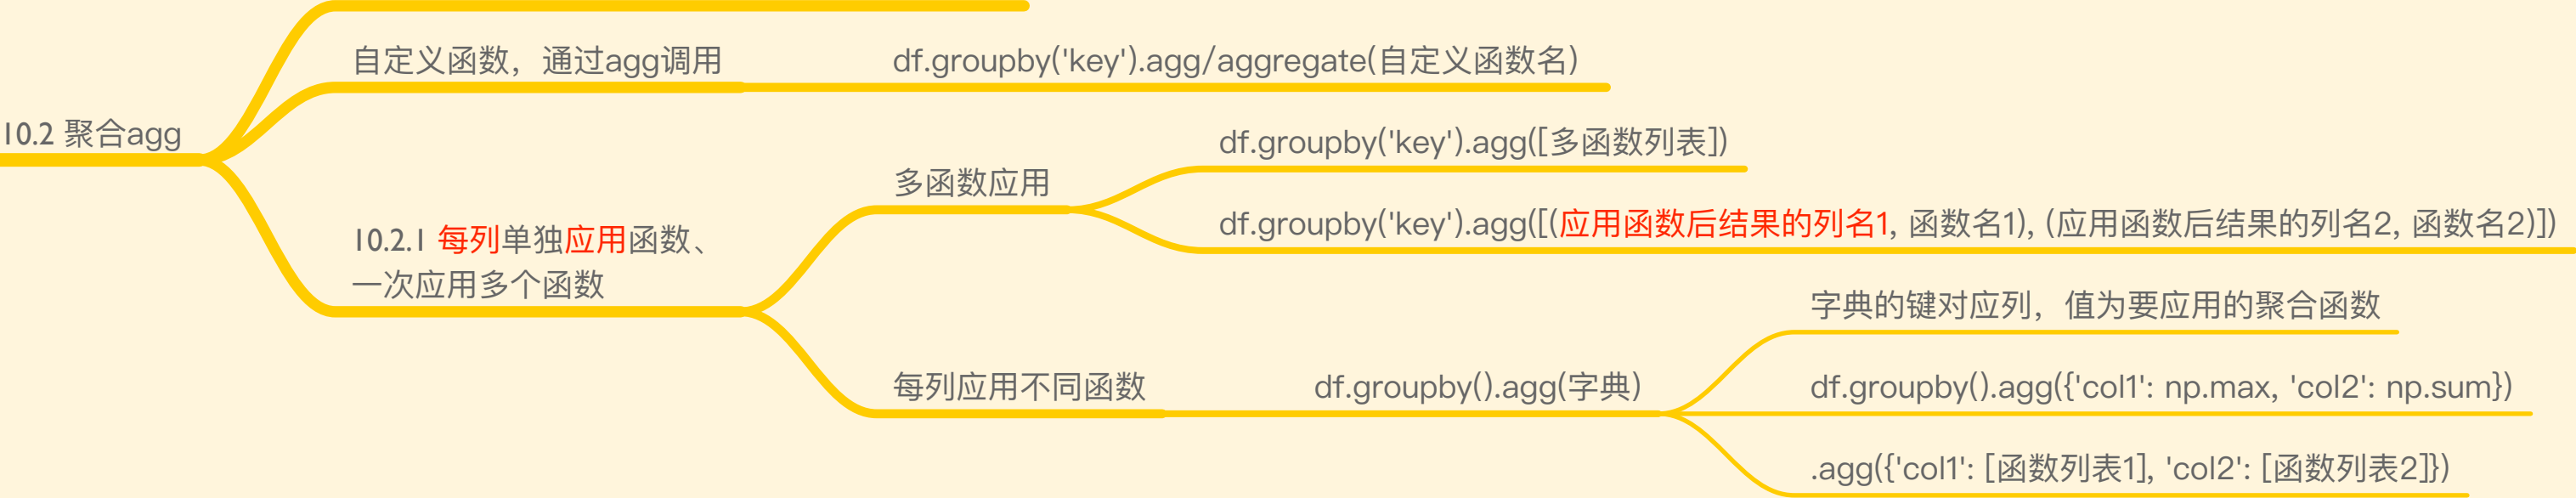 自定义函数，通过agg调用
df.groupby('key').agg/aggregate(自定义函数名)
10.2 聚合agg
df.groupby('key').agg([多函数列表])
多函数应用
df.groupby('key').agg([(应用函数后结果的列名1, 函数名1), (应用函数后结果的列名2, 函数名2)])
10.2.1 每列单独应用函数、
一次应用多个函数
字典的键对应列，值为要应用的聚合函数
每列应用不同函数
df.groupby().agg(字典)
df.groupby().agg({'col1': np.max, 'col2': np.sum})
.agg({'col1': [函数列表1], 'col2': [函数列表2]})